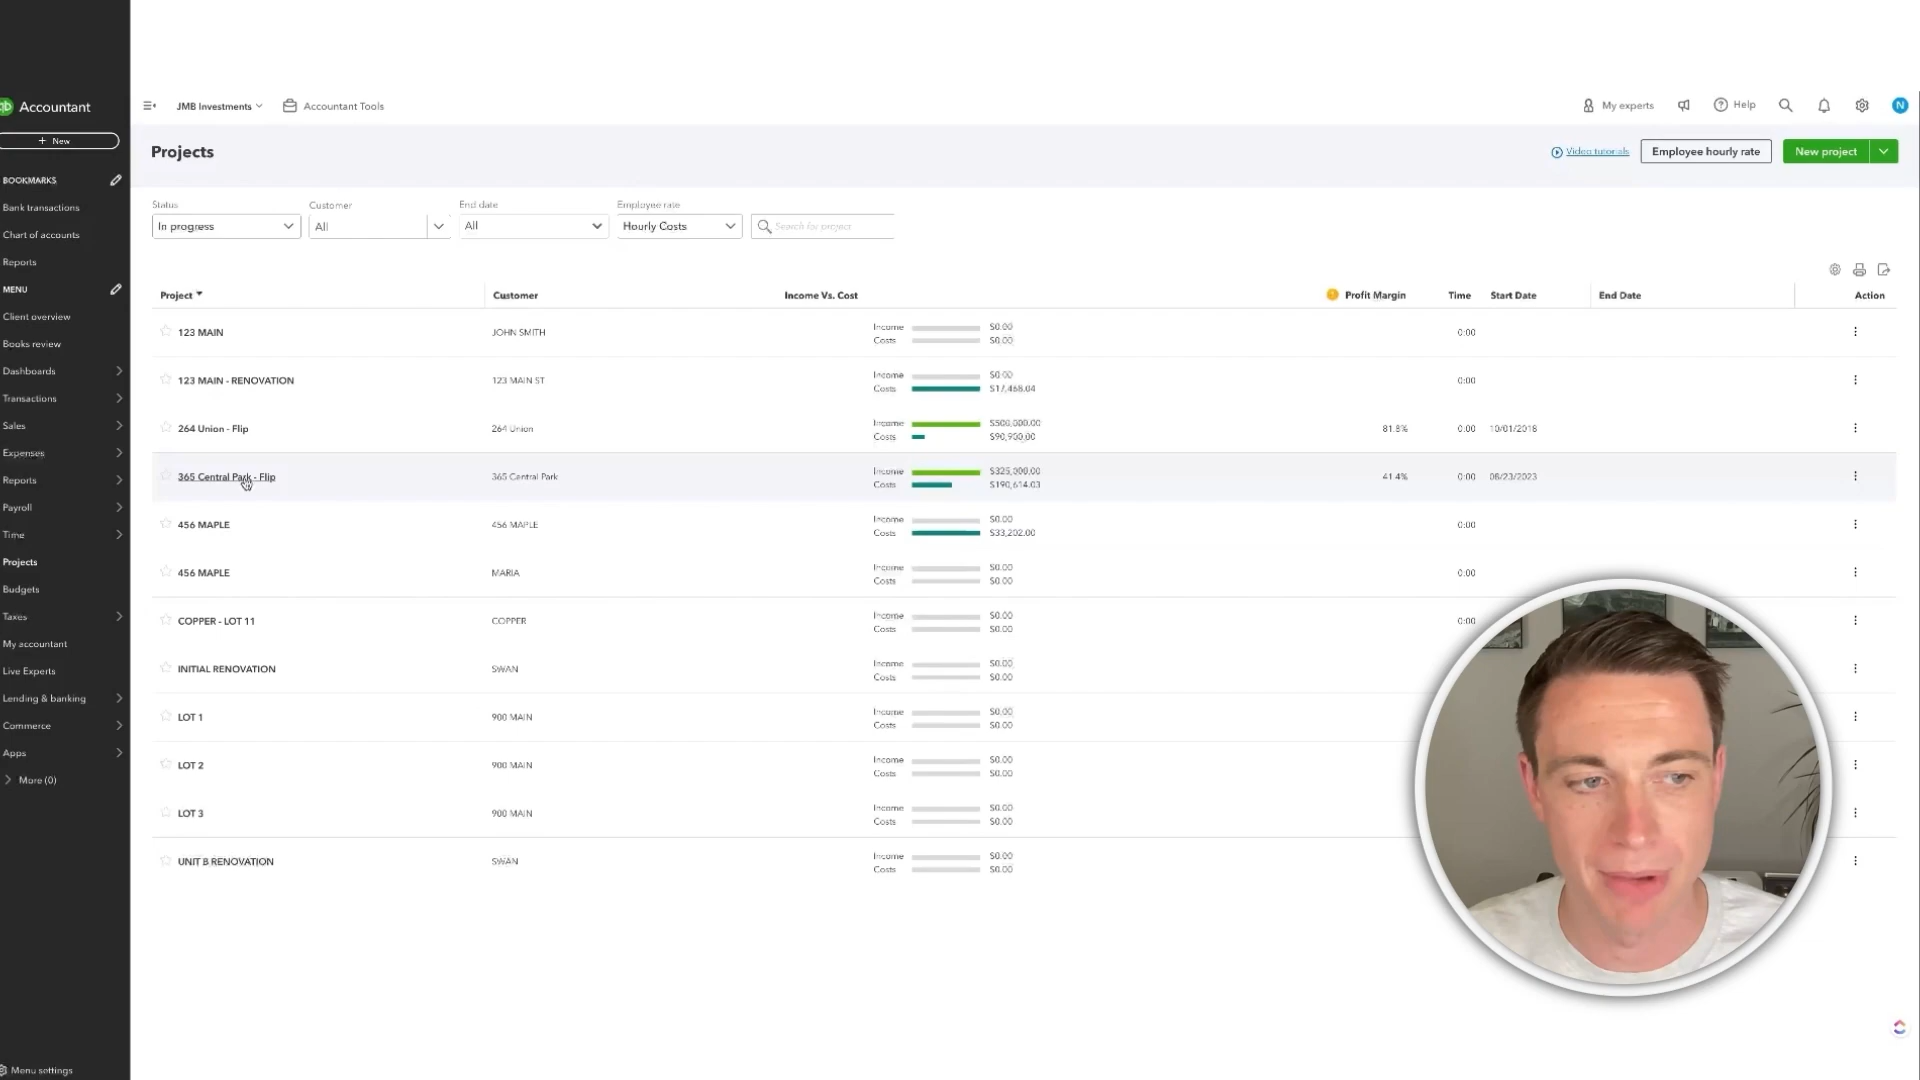 qb Accountant
JMB Investments
Accountant Tools
My experts
Help
N
+ New
Projects
Video tutorials
Employee hourly rate
New project
BOOKMARKS
Bank transactions
Chart of accounts
Reports
MENU
Client overview
Books review
Dashboards
Transactions
Sales
Expenses
Reports
Payroll
Time
Projects
Budgets
Taxes
My accountant
Live Experts
Lending & banking
Commerce
Apps
More (0)
Menu settings
Status Customer End date Employee rate
In progress All All Hourly Costs Search for project
Project Customer Income Vs. Cost Profit Margin Time Start Date End Date Action
123 MAIN JOHN SMITH Income $0.00 0:00
Costs $0.00
123 MAIN - RENOVATION 123 MAIN ST Income $0.00 0:00
Costs $17,468.04
264 Union - Flip 264 Union Income $500,000.00 81.8% 0:00 10/01/2018
Costs $90,900.00
365 Central Park - Flip 365 Central Park Income $325,000.00 41.4% 0:00 06/23/2023
Costs $190,614.03
456 MAPLE 456 MAPLE Income $0.00 0:00
Costs $33,202.00
456 MAPLE MARIA Income $0.00 0:00
Costs $0.00
COPPER - LOT 11 COPPER Income $0.00 0:00
Costs $0.00
INITIAL RENOVATION SWAN Income $0.00
Costs $0.00
LOT 1 900 MAIN Income $0.00
Costs $0.00
LOT 2 900 MAIN Income $0.00
Costs $0.00
LOT 3 900 MAIN Income $0.00
Costs $0.00
UNIT B RENOVATION SWAN Income $0.00
Costs $0.00